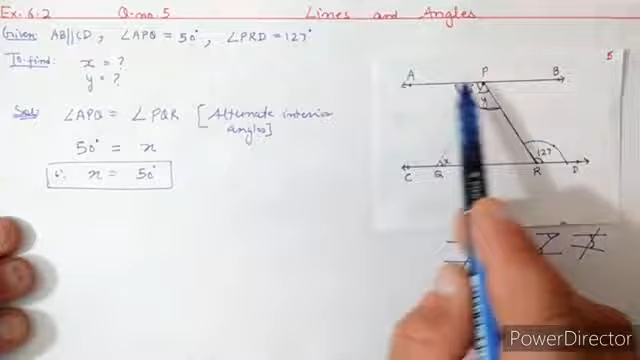 Ex. 6.2 Q.no. 5 Lines and Angles
Given: AB||CD, ∠APQ = 50°, ∠PRD = 127°
To find: x = ?
y = ?
Sol: ∠APQ = ∠PQR [Alternate interior
angles]
50° = x
∴ x = 50°
5
A P B
y
x 127°
C Q R D
PowerDirector